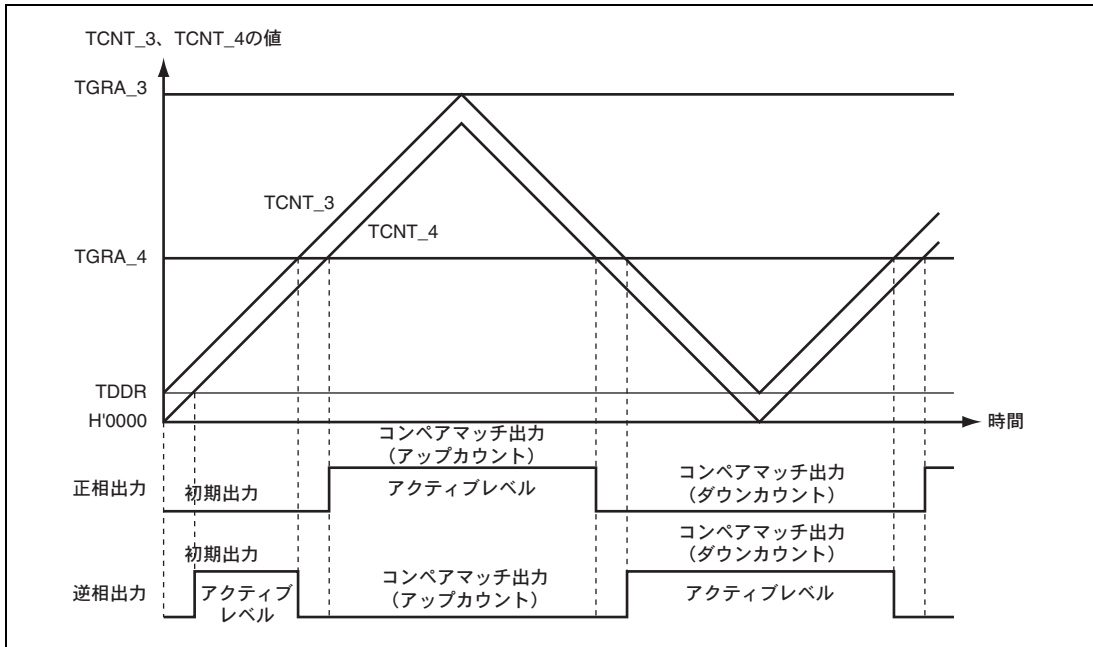 TCNT_3、TCNT_4の値
TGRA_3
TCNT_3
TCNT_4
TGRA_4
TDDR
H'0000
時間
コンペアマッチ出力
（アップカウント）
正相出力
初期出力
アクティブレベル
コンペアマッチ出力
（ダウンカウント）
初期出力
コンペアマッチ出力
（ダウンカウント）
逆相出力
アクティブ
レベル
コンペアマッチ出力
（アップカウント）
アクティブレベル